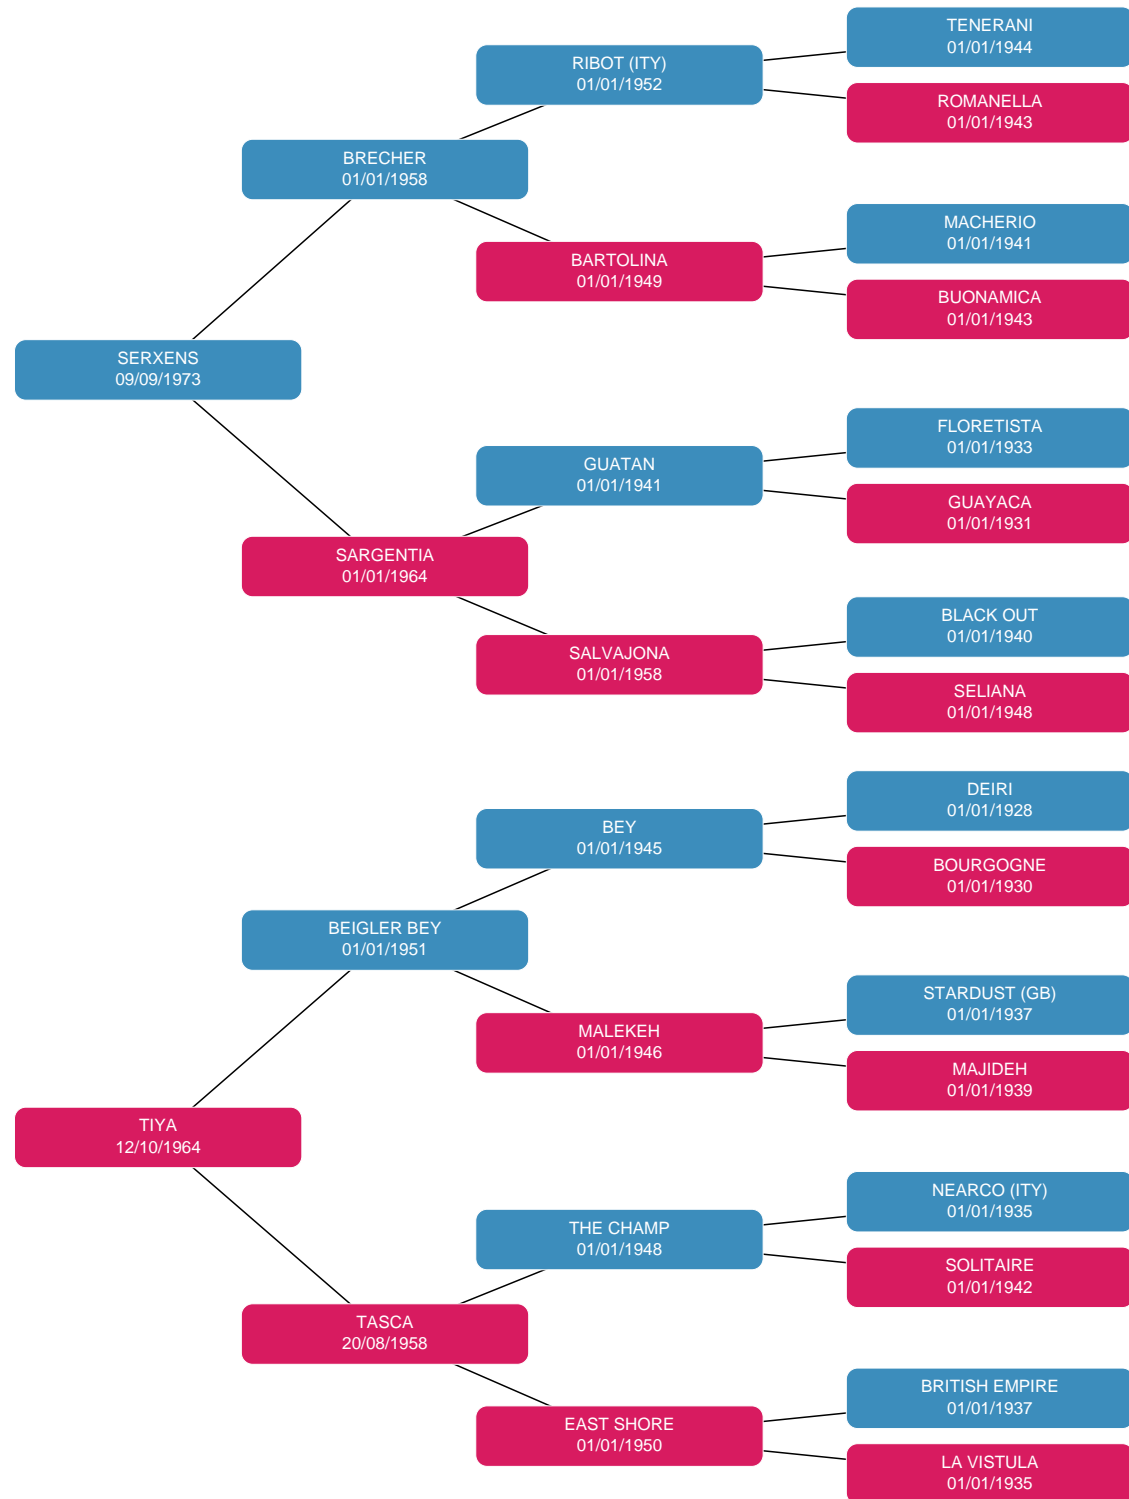 TENERANI
01/01/1944
RIBOT (ITY)
01/01/1952
ROMANELLA
01/01/1943
BRECHER
01/01/1958
MACHERIO
01/01/1941
BARTOLINA
01/01/1949
BUONAMICA
01/01/1943
SERXENS
09/09/1973
FLORETISTA
01/01/1933
GUATAN
01/01/1941
GUAYACA
01/01/1931
SARGENTIA
01/01/1964
BLACK OUT
01/01/1940
SALVAJONA
01/01/1958
SELIANA
01/01/1948
DEIRI
01/01/1928
BEY
01/01/1945
BOURGOGNE
01/01/1930
BEIGLER BEY
01/01/1951
STARDUST (GB)
01/01/1937
MALEKEH
01/01/1946
MAJIDEH
01/01/1939
TIYA
12/10/1964
NEARCO (ITY)
01/01/1935
THE CHAMP
01/01/1948
SOLITAIRE
01/01/1942
TASCA
20/08/1958
BRITISH EMPIRE
01/01/1937
EAST SHORE
01/01/1950
LA VISTULA
01/01/1935